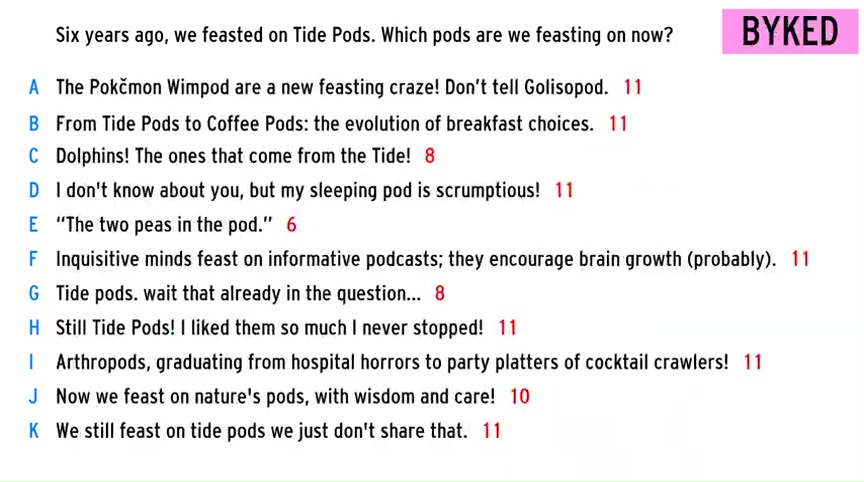 Six years ago, we feasted on Tide Pods. Which pods are we feasting on now?
BYKED
A The Pokčmon Wimpod are a new feasting craze! Don't tell Golisopod. 11
B From Tide Pods to Coffee Pods: the evolution of breakfast choices. 11
C Dolphins! The ones that come from the Tide! 8
D I don't know about you, but my sleeping pod is scrumptious! 11
E “The two peas in the pod.” 6
F Inquisitive minds feast on informative podcasts; they encourage brain growth (probably). 11
G Tide pods. wait that already in the question... 8
H Still Tide Pods! I liked them so much I never stopped! 11
I Arthropods, graduating from hospital horrors to party platters of cocktail crawlers! 11
J Now we feast on nature's pods, with wisdom and care! 10
K We still feast on tide pods we just don't share that. 11